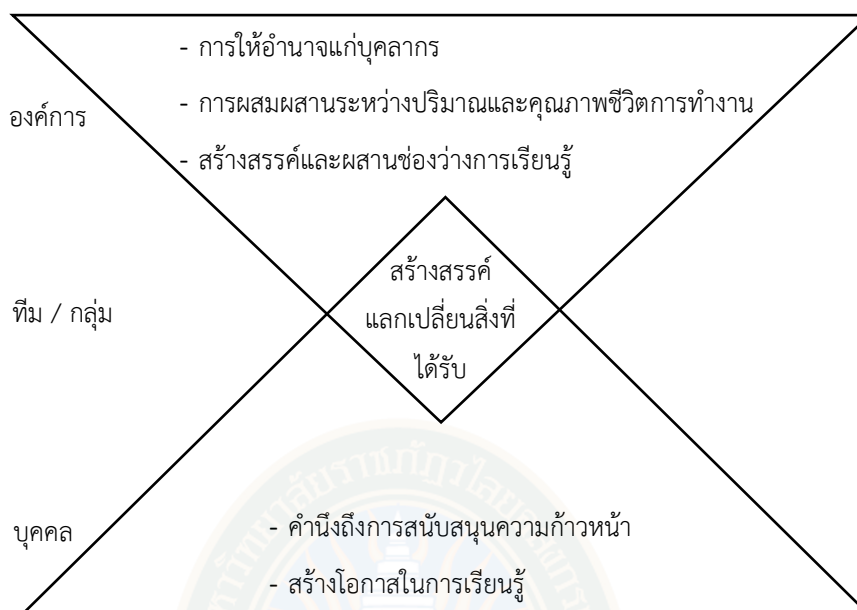 - การให้อำนาจแก่บุคลากร
องค์การ
- การผสมผสานระหว่างปริมาณและคุณภาพชีวิตการทำงาน
- สร้างสรรค์และผสานช่องว่างการเรียนรู้
สร้างสรรค์
ทีม / กลุ่ม
แลกเปลี่ยนสิ่งที่
ได้รับ
บุคคล
- คำนึงถึงการสนับสนุนความก้าวหน้า
- สร้างโอกาสในการเรียนรู้